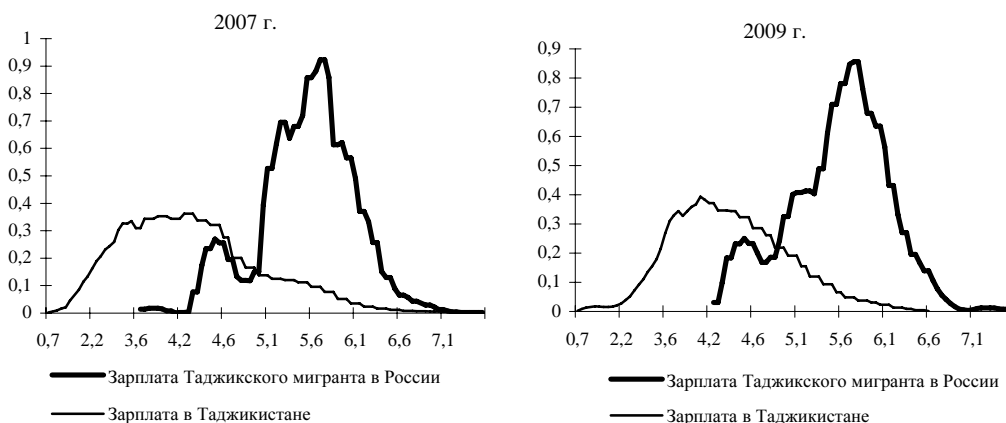 2007 г.
1
0,9
0,8
0,7
0,6
0,5
0,4
0,3
0,2
0,1
0
0,7 2,2 3,6 4,2 4,6 5,1 5,6 6,1 6,6 7,1
Зарплата Таджикского мигранта в России
Зарплата в Таджикистане
2009 г.
0,9
0,8
0,7
0,6
0,5
0,4
0,3
0,2
0,1
0
0,7 2,2 3,6 4,2 4,6 5,1 5,6 6,1 6,6 7,1
Зарплата Таджикского мигранта в России
Зарплата в Таджикистане